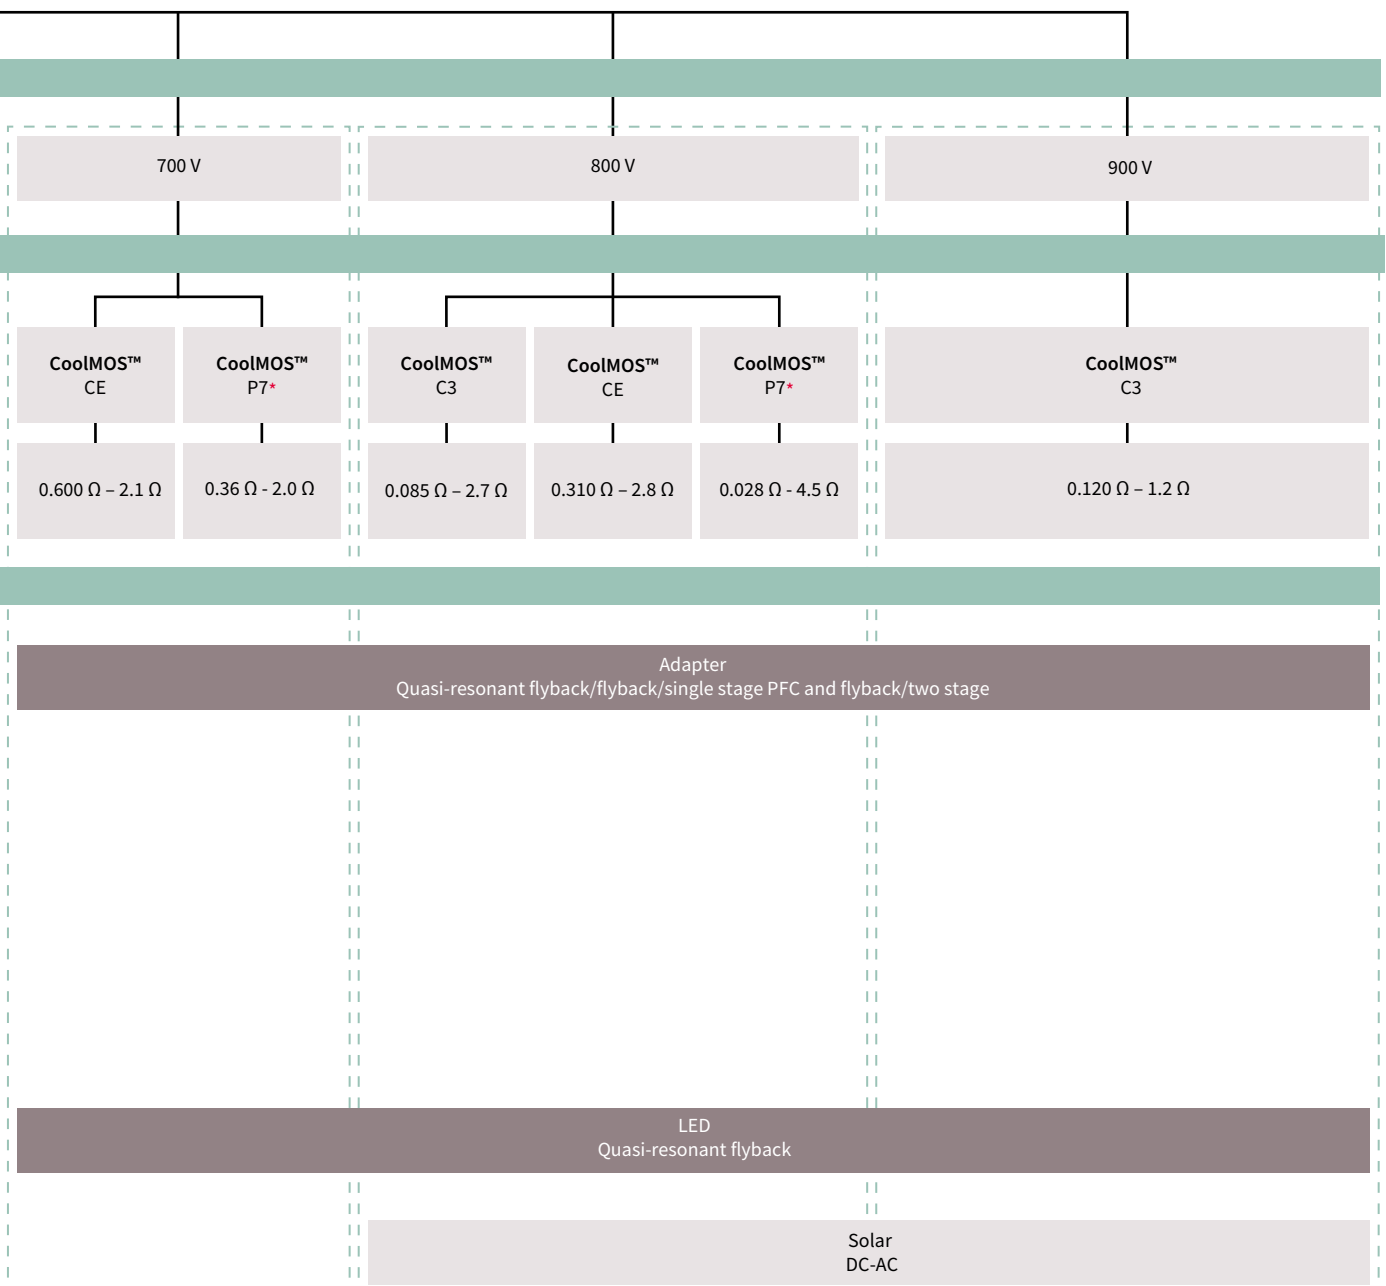 700 V
800 V
900 V
CoolMOS™
CE
CoolMOS™
P7*
CoolMOS™
C3
CoolMOS™
CE
CoolMOS™
P7*
CoolMOS™
C3
0.600 Ω – 2.1 Ω
0.36 Ω - 2.0 Ω
0.085 Ω – 2.7 Ω
0.310 Ω – 2.8 Ω
0.028 Ω - 4.5 Ω
0.120 Ω – 1.2 Ω
Adapter
Quasi-resonant flyback/flyback/single stage PFC and flyback/two stage
LED
Quasi-resonant flyback
Solar
DC-AC